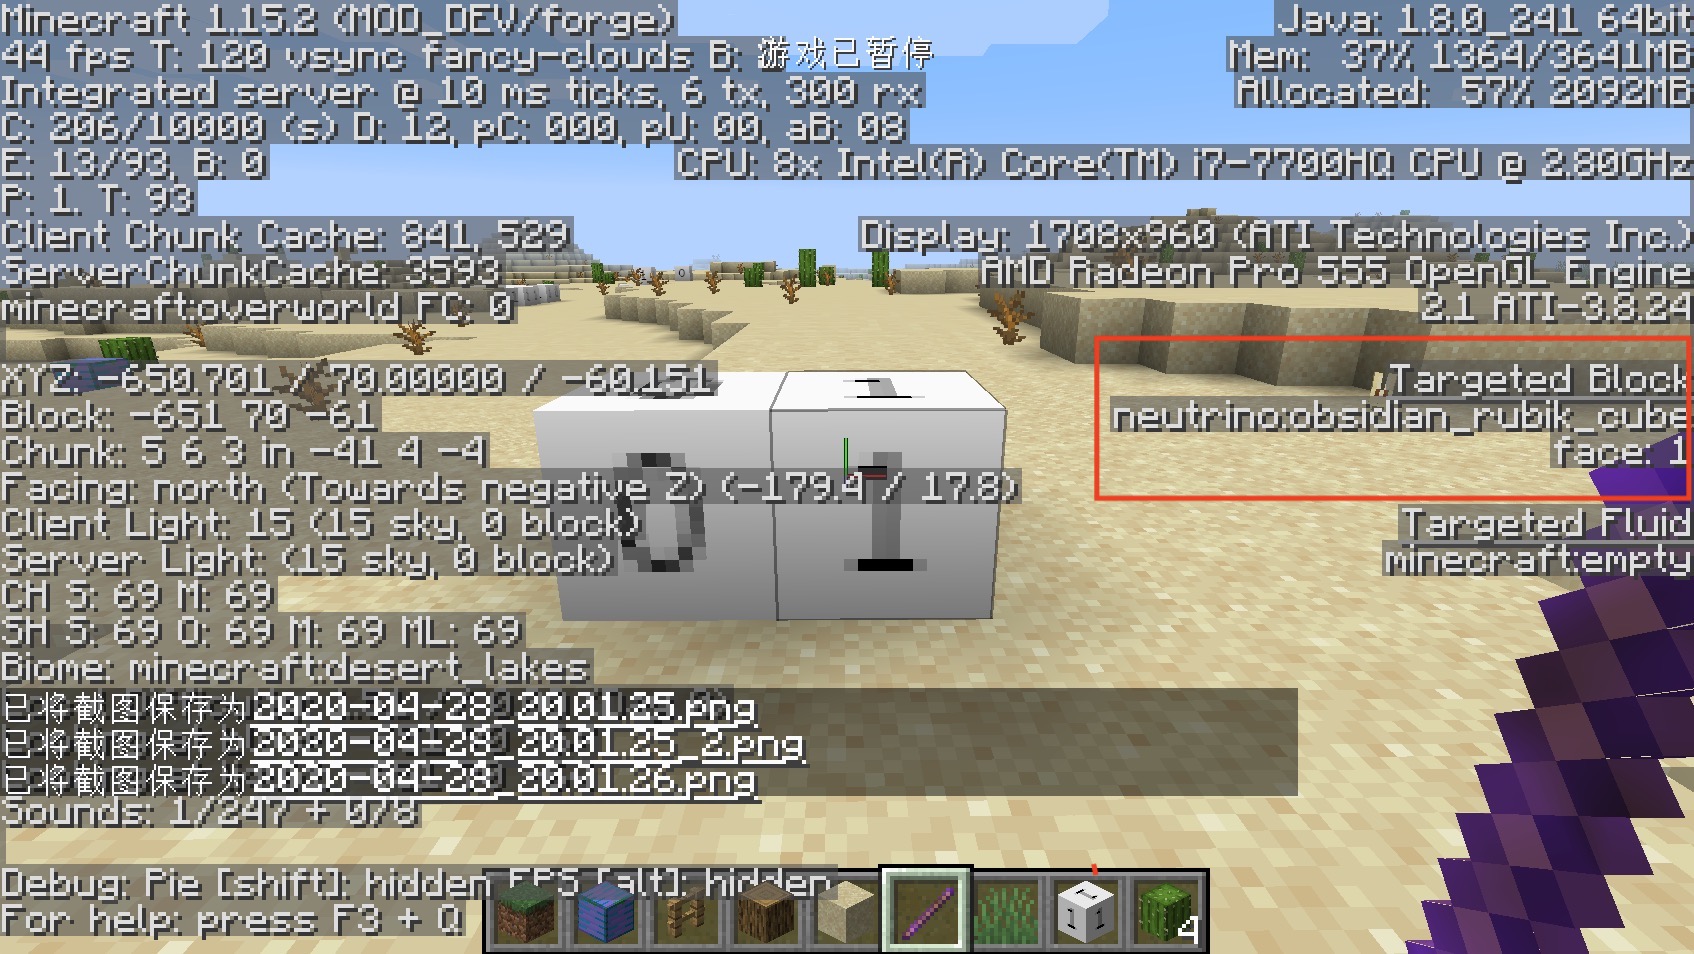 Minecraft 1.15.2 (MOD_DEV/forge)
44 fps T: 120 vsync fancy-clouds B:
游戏已暂停
Integrated server @ 10 ms ticks, 6 tx, 300 rx
C: 206/10000 (s) D: 12, pC: 000, pU: 00, aB: 08
E: 13/93, B: 0
P: 1. T: 93
Client Chunk Cache: 841, 529
ServerChunkCache: 3593
minecraft:overworld FC: 0
XYZ: -650.701 / 70.00000 / -60.151
Block: -651 70 -61
Chunk: 5 6 3 in -41 4 -4
Facing: north (Towards negative Z) (-179.4 / 17.8)
Client Light: 15 (15 sky, 0 block)
Server Light: (15 sky, 0 block)
CH S: 69 M: 69
SH S: 69 O: 69 M: 69 ML: 69
Biome: minecraft:desert_lakes
已将截图保存为2020-04-28_20.01.25.png
已将截图保存为2020-04-28_20.01.25_2.png
已将截图保存为2020-04-28_20.01.26.png
Sounds: 1/247 + 0/8
Debug: Pie [shift]: hidden FPS [alt]: hidden
For help: press F3 + Q
Java: 1.8.0_241 64bit
Mem: 37% 1364/3641MB
Allocated: 57% 2092MB
CPU: 8x Intel(R) Core(TM) i7-7700HQ CPU @ 2.80GHz
Display: 1708x960 (ATI Technologies Inc.)
AMD Radeon Pro 555 OpenGL Engine
2.1 ATI-3.8.24
Targeted Block
neutrino:obsidian_rubik_cube
face: 1
Targeted Fluid
minecraft:empty
0
1
1
1
1
1
4